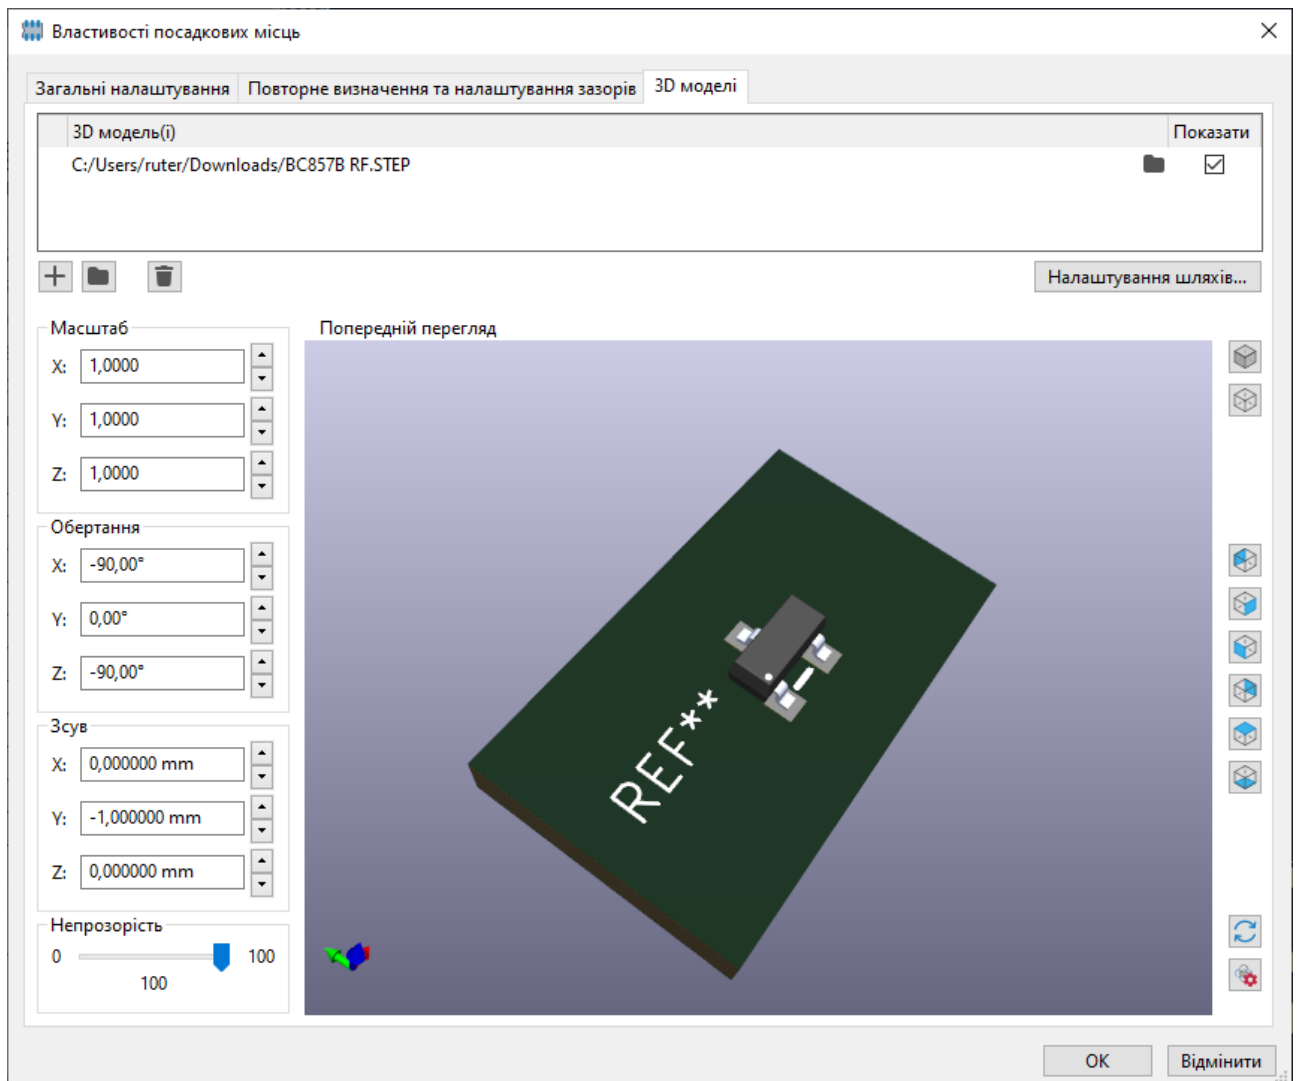 Властивості посадкових місць
Загальні налаштування Повторне визначення та налаштування зазорів 3D моделі
3D модель(і) Показати
C:/Users/ruter/Downloads/BC857B RF.STEP
Налаштування шляхів...
Масштаб
X: 1,0000
Y: 1,0000
Z: 1,0000
Обертання
X: -90,00°
Y: 0,00°
Z: -90,00°
Зсув
X: 0,000000 mm
Y: -1,000000 mm
Z: 0,000000 mm
Непрозорість
0 100
100
Попередній перегляд
REF**
OK Відмінити